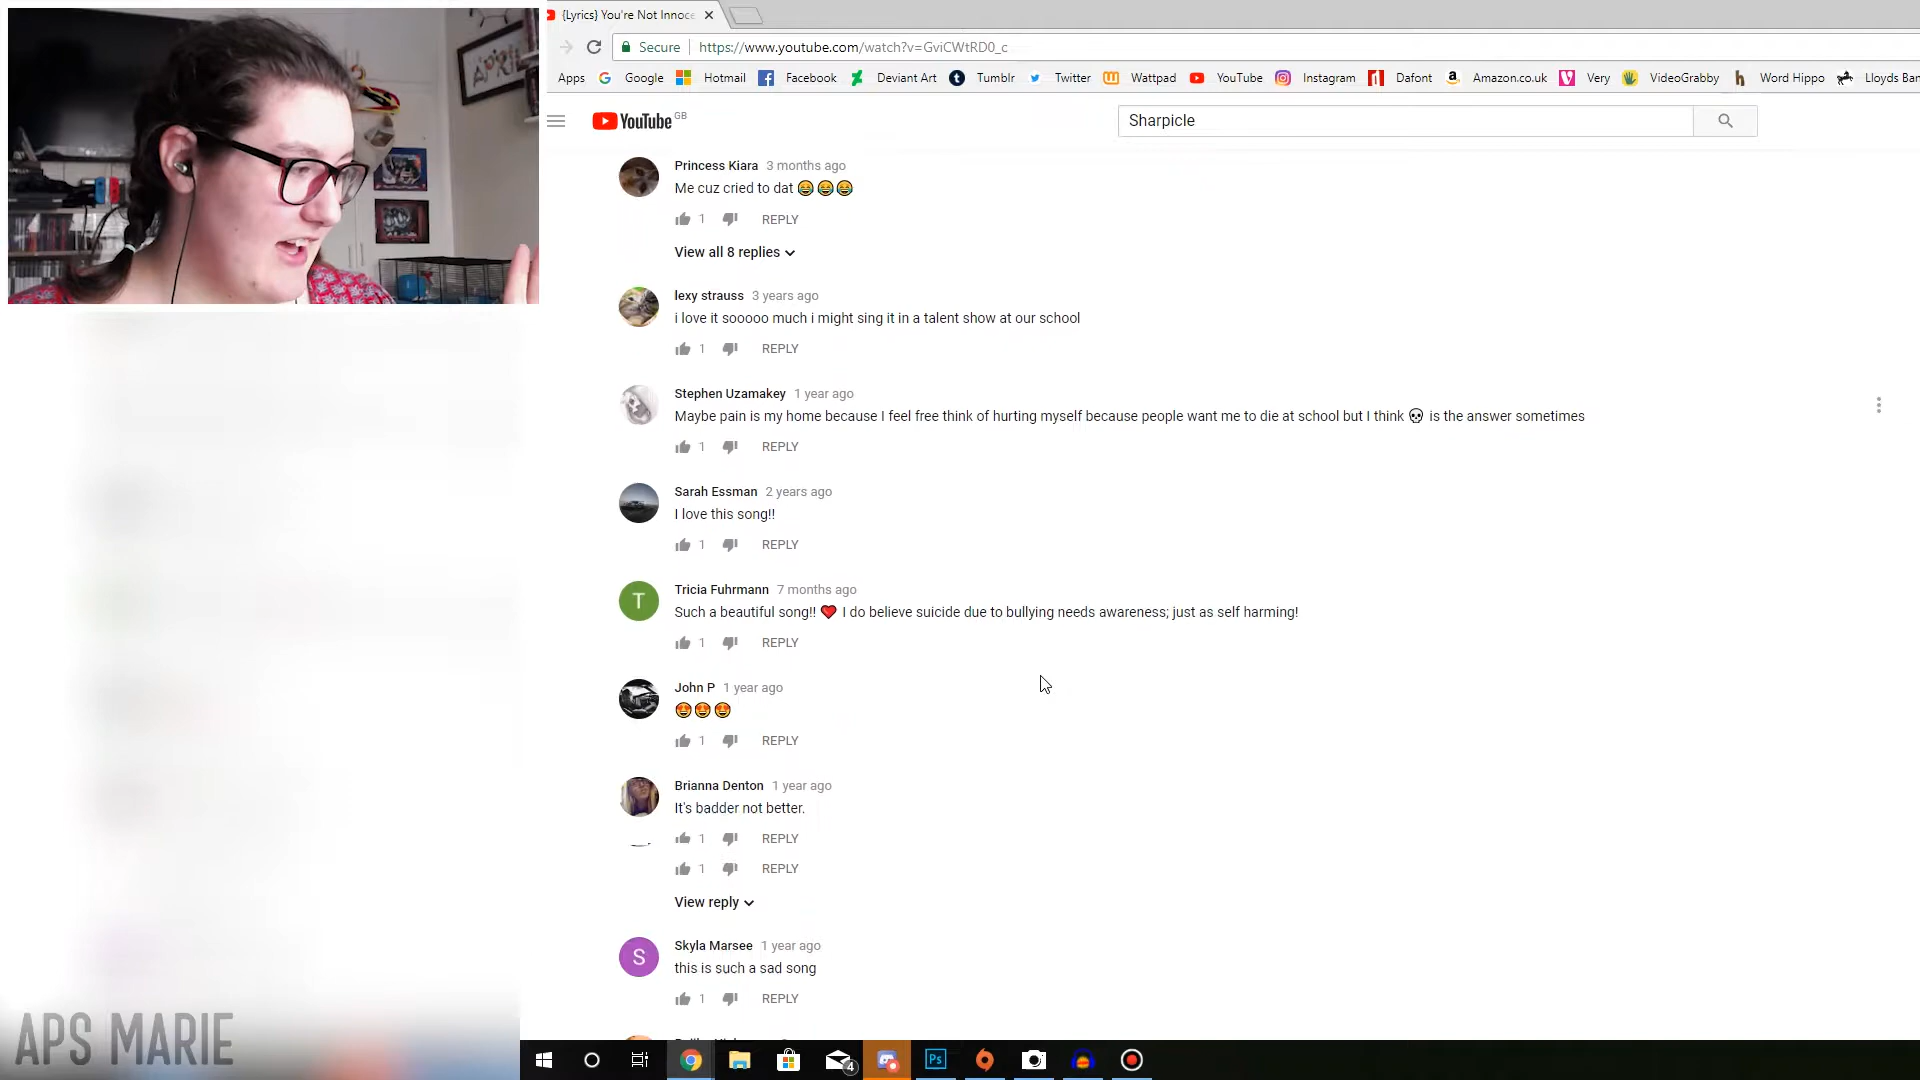 {Lyrics} You're Not Innoce
Secure https://www.youtube.com/watch?v=GviCWtRD0_c
Apps Google Hotmail Facebook Deviant Art Tumblr Twitter Wattpad YouTube Instagram Dafont Amazon.co.uk Very VideoGrabby Word Hippo Lloyds Ban
YouTube GB
Sharpicle
Princess Kiara 3 months ago
Me cuz cried to dat 😂😂😂
1 REPLY
View all 8 replies
lexy strauss 3 years ago
i love it sooooo much i might sing it in a talent show at our school
1 REPLY
Stephen Uzamakey 1 year ago
Maybe pain is my home because I feel free think of hurting myself because people want me to die at school but I think 💀 is the answer sometimes
1 REPLY
Sarah Essman 2 years ago
I love this song!!
1 REPLY
Tricia Fuhrmann 7 months ago
Such a beautiful song!! ❤ I do believe suicide due to bullying needs awareness; just as self harming!
1 REPLY
John P 1 year ago
😍😍😍
1 REPLY
Brianna Denton 1 year ago
It's badder not better.
1 REPLY
1 REPLY
View reply
Skyla Marsee 1 year ago
this is such a sad song
1 REPLY
APS MARIE
4
Ps